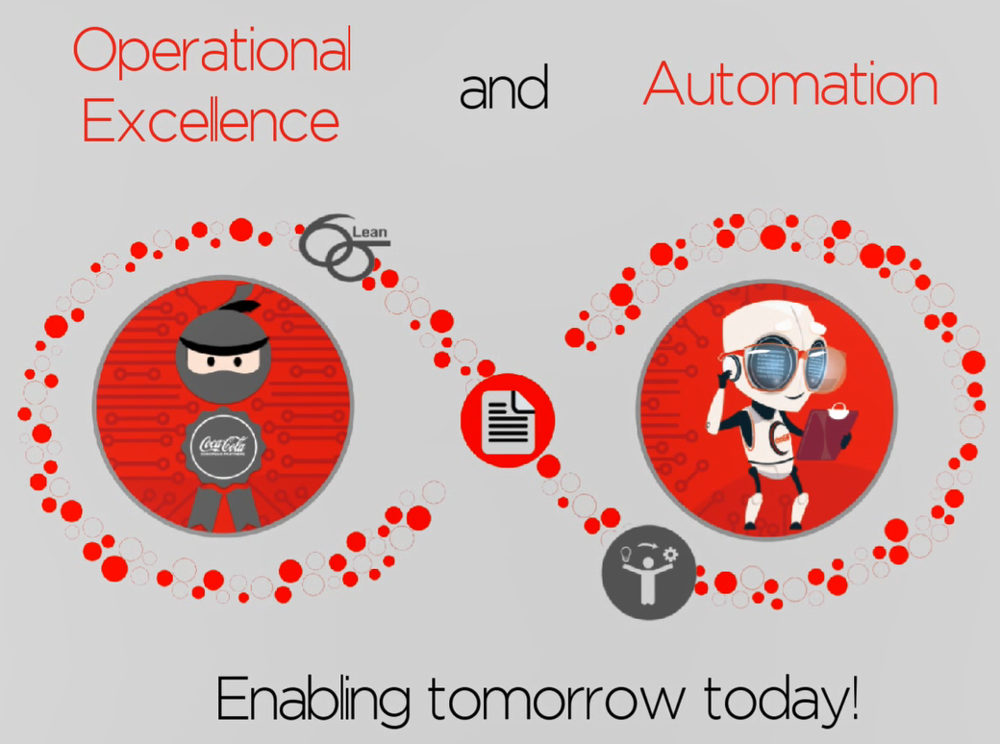 Operational
Excellence
and
Automation
Lean
Coca-Cola
Enabling tomorrow today!